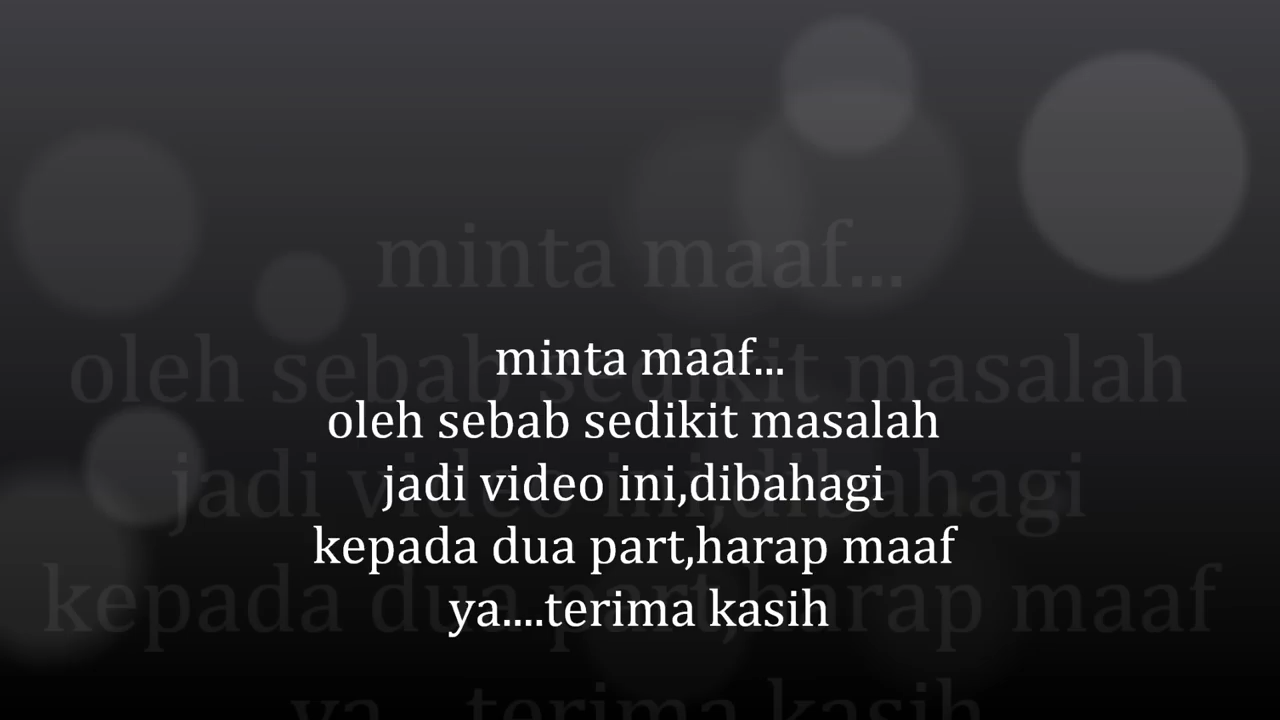 minta maaf...
oleh sebab sedikit masalah
jadi video ini,dibahagi
kepada dua part,harap maaf
ya....terima kasih